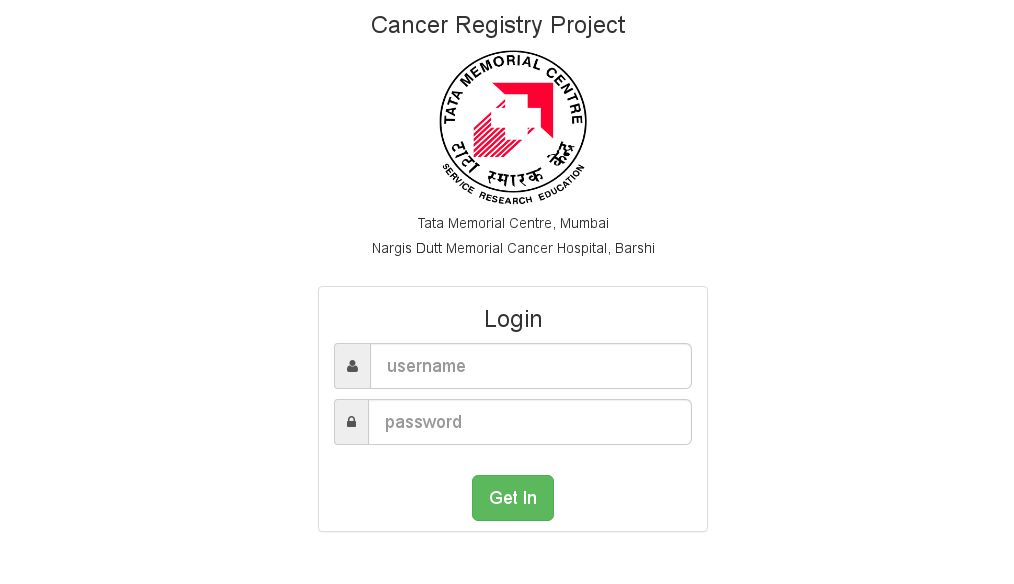 Cancer Registry Project
TATA MEMORIAL CENTRE
टाटा स्मारक केंद्र
SERVICE RESEARCH EDUCATION
Tata Memorial Centre, Mumbai
Nargis Dutt Memorial Cancer Hospital, Barshi
Login
username
password
Get In